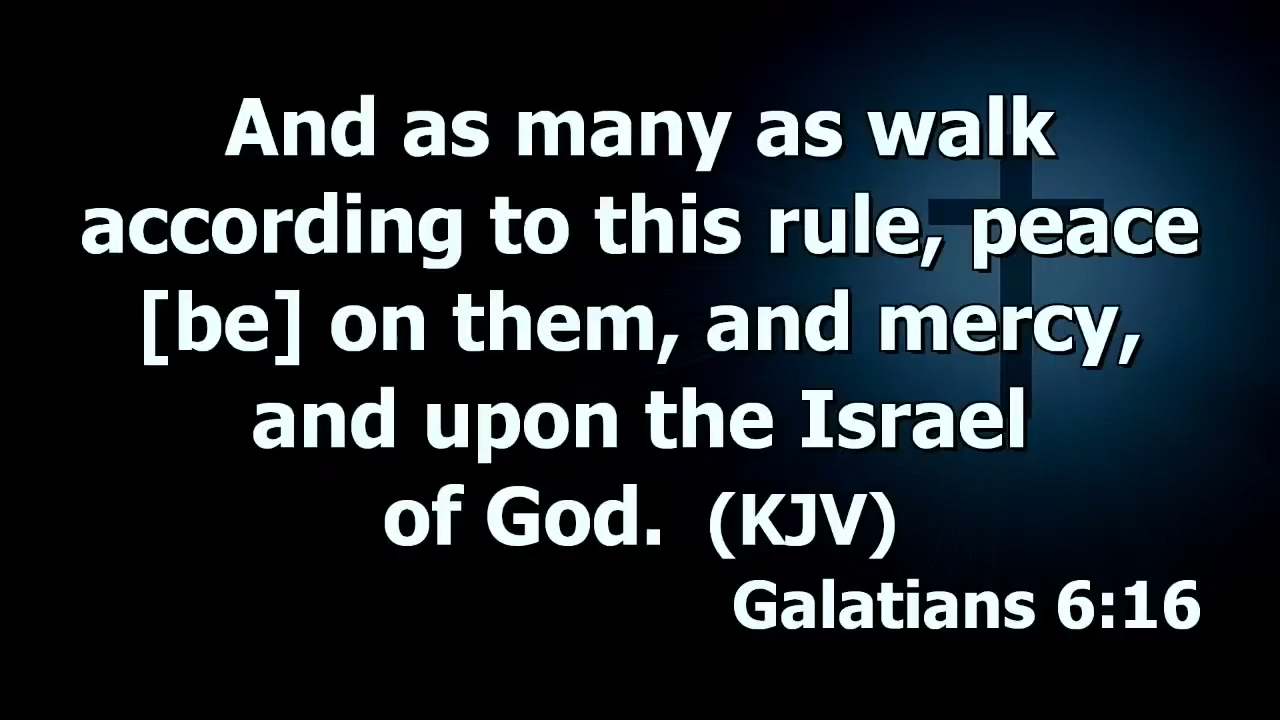 And as many as walk
according to this rule, peace
[be] on them, and mercy,
and upon the Israel
of God. (KJV)
Galatians 6:16